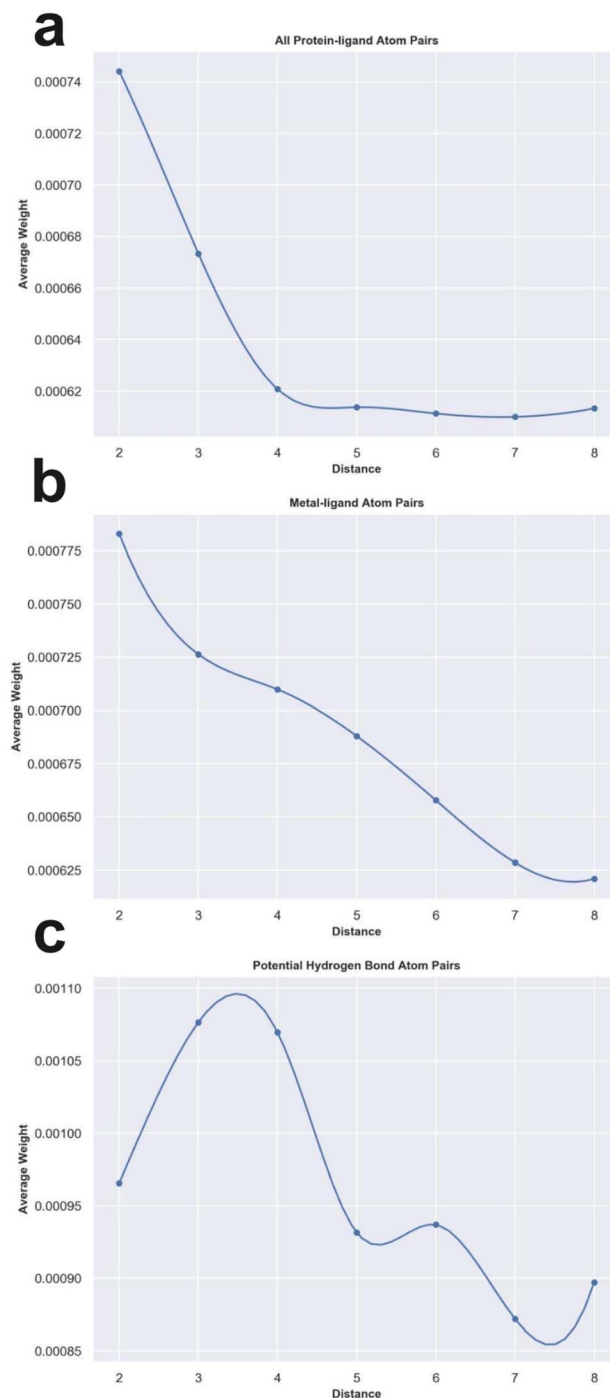 a
All Protein-ligand Atom Pairs
0.00074
0.00072
0.00070
0.00068
0.00066
0.00064
0.00062
Average Weight
2 3 4 5 6 7 8
Distance
b
Metal-ligand Atom Pairs
0.000775
0.000750
0.000725
0.000700
0.000675
0.000650
0.000625
Average Weight
2 3 4 5 6 7 8
Distance
c
Potential Hydrogen Bond Atom Pairs
0.00110
0.00105
0.00100
0.00095
0.00090
0.00085
Average Weight
2 3 4 5 6 7 8
Distance